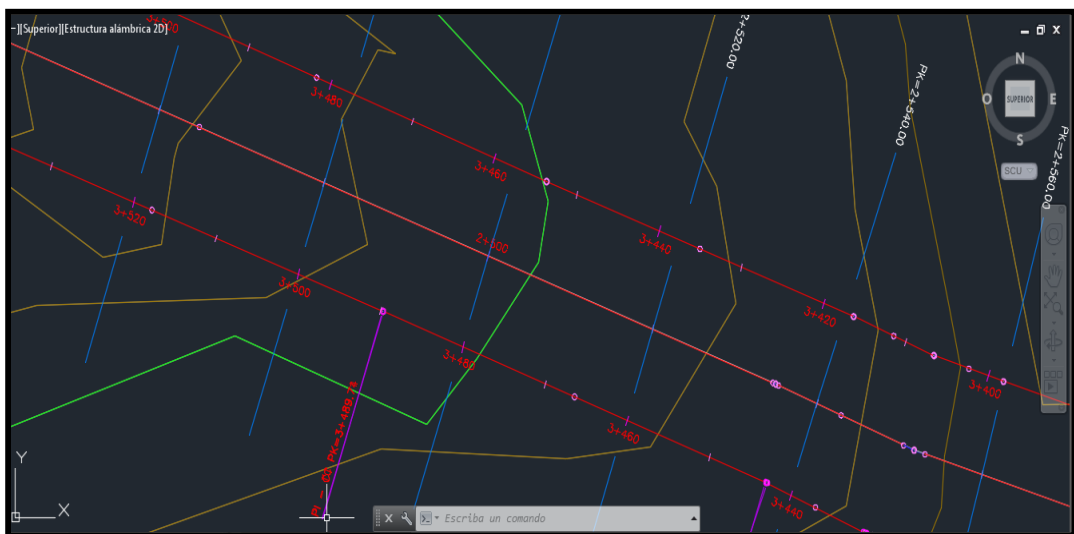 -][Superior][Estructura alámbrica 2D]
3+500
2+520.00
N
O
SUPERIOR
E
S
SCU
PK=2+540.00
PK=2+560.00
3+480
3+460
3+440
3+420
3+400
2+500
3+520
3+500
3+480
3+460
3+440
PK=3+489.
Y
X
Escriba un comando